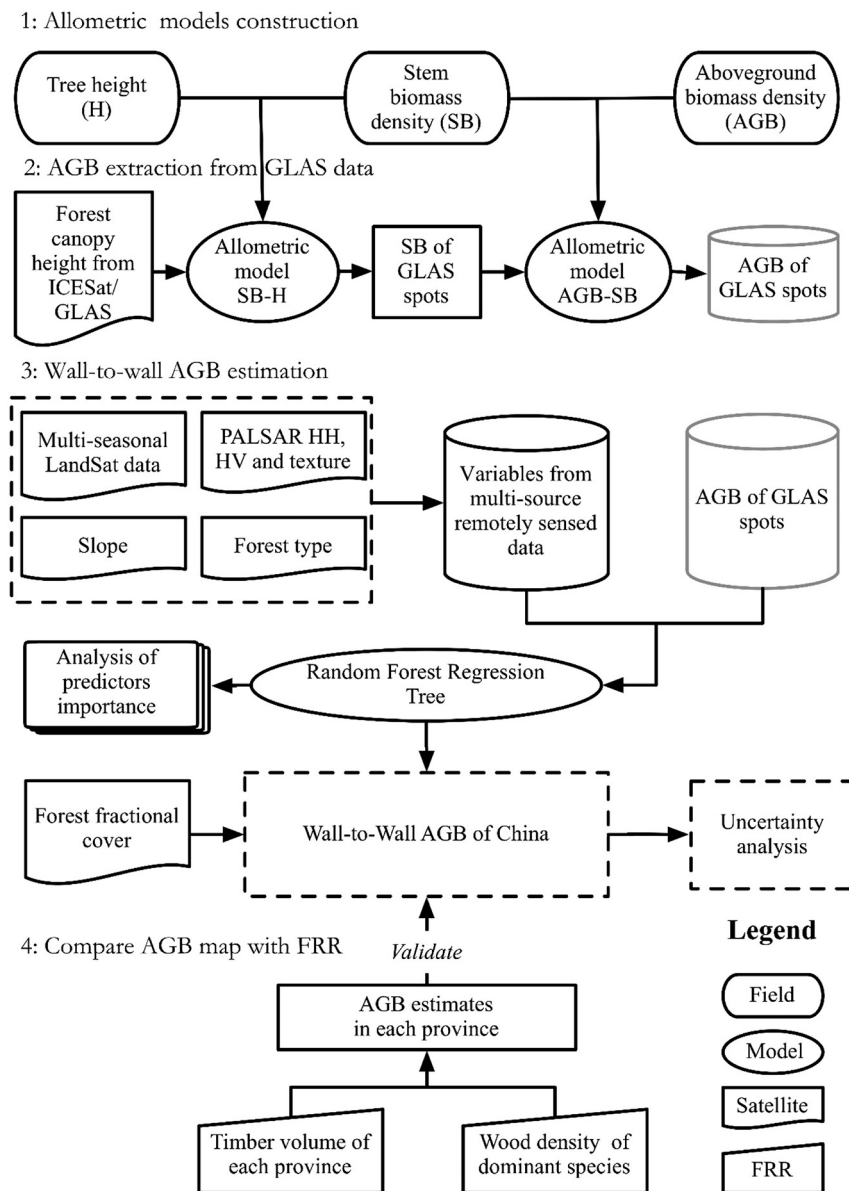 1: Allometric models construction
Tree height
(H)
Stem
biomass
density (SB)
Aboveground
biomass density
(AGB)
2: AGB extraction from GLAS data
Forest
canopy
height from
ICESat/
GLAS
Allometric
model
SB-H
SB of
GLAS
spots
Allometric
model
AGB-SB
AGB of
GLAS spots
3: Wall-to-wall AGB estimation
Multi-seasonal
LandSat data
PALSAR HH,
HV and texture
Slope
Forest type
Variables from
multi-source
remotely sensed
data
AGB of GLAS
spots
Analysis of
predictors
importance
Random Forest Regression
Tree
Forest fractional
cover
Wall-to-Wall AGB of China
Uncertainty
analysis
4: Compare AGB map with FRR
Validate
AGB estimates
in each province
Timber volume of
each province
Wood density of
dominant species
Legend
Field
Model
Satellite
FRR